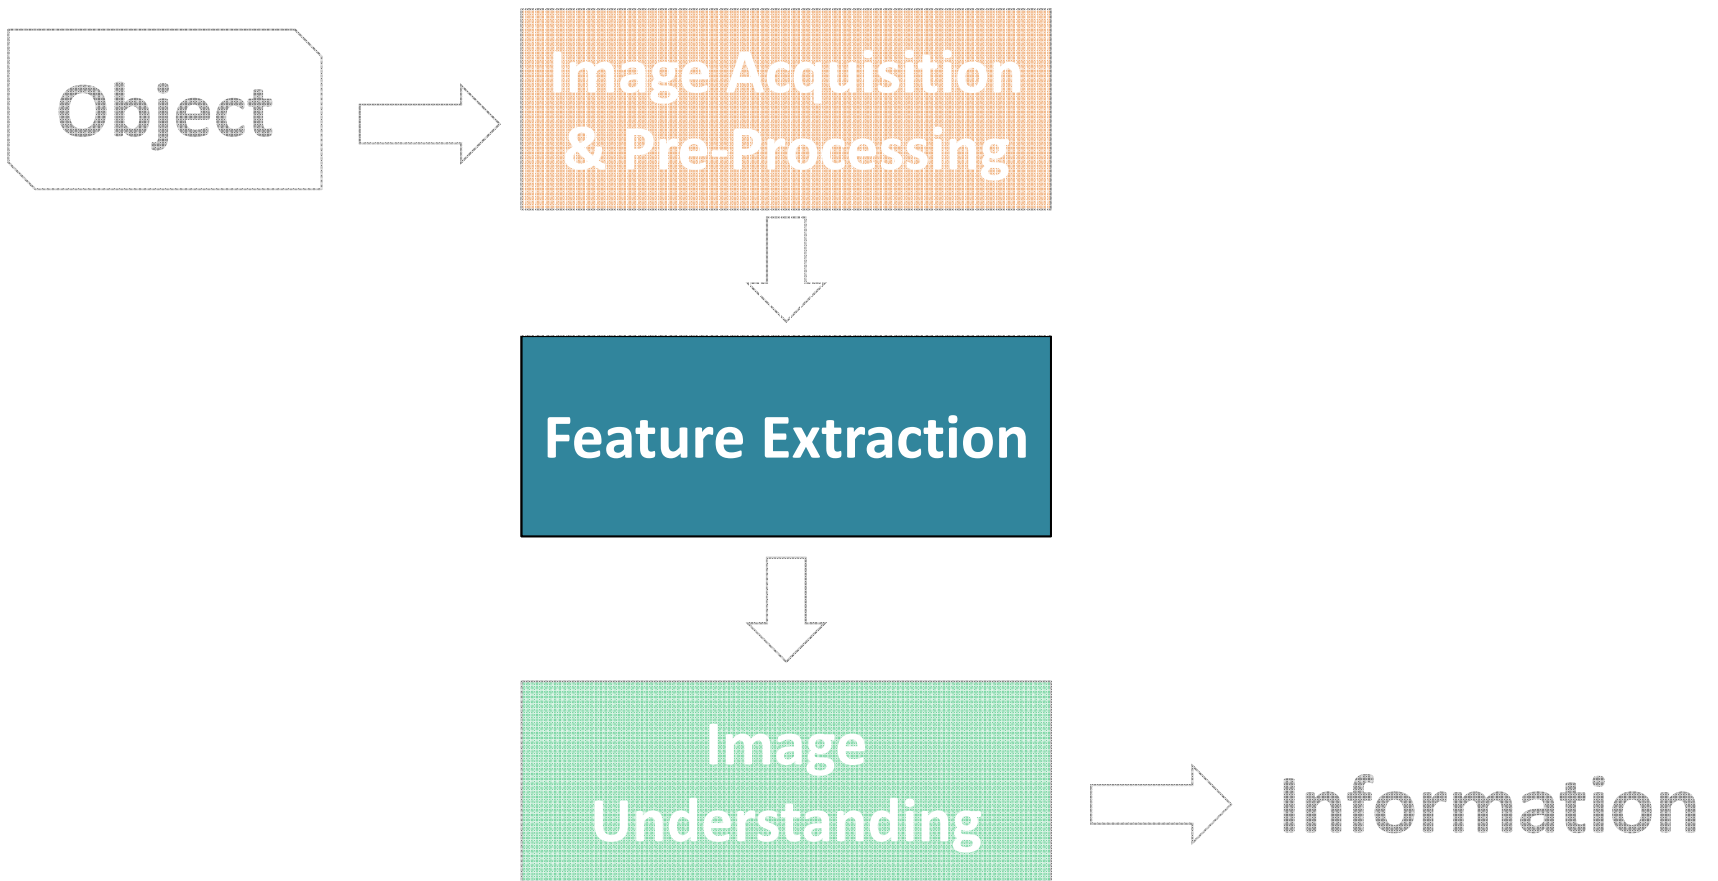 Object
Image Acquisition
& Pre-Processing
Feature Extraction
Image
Understanding
Information